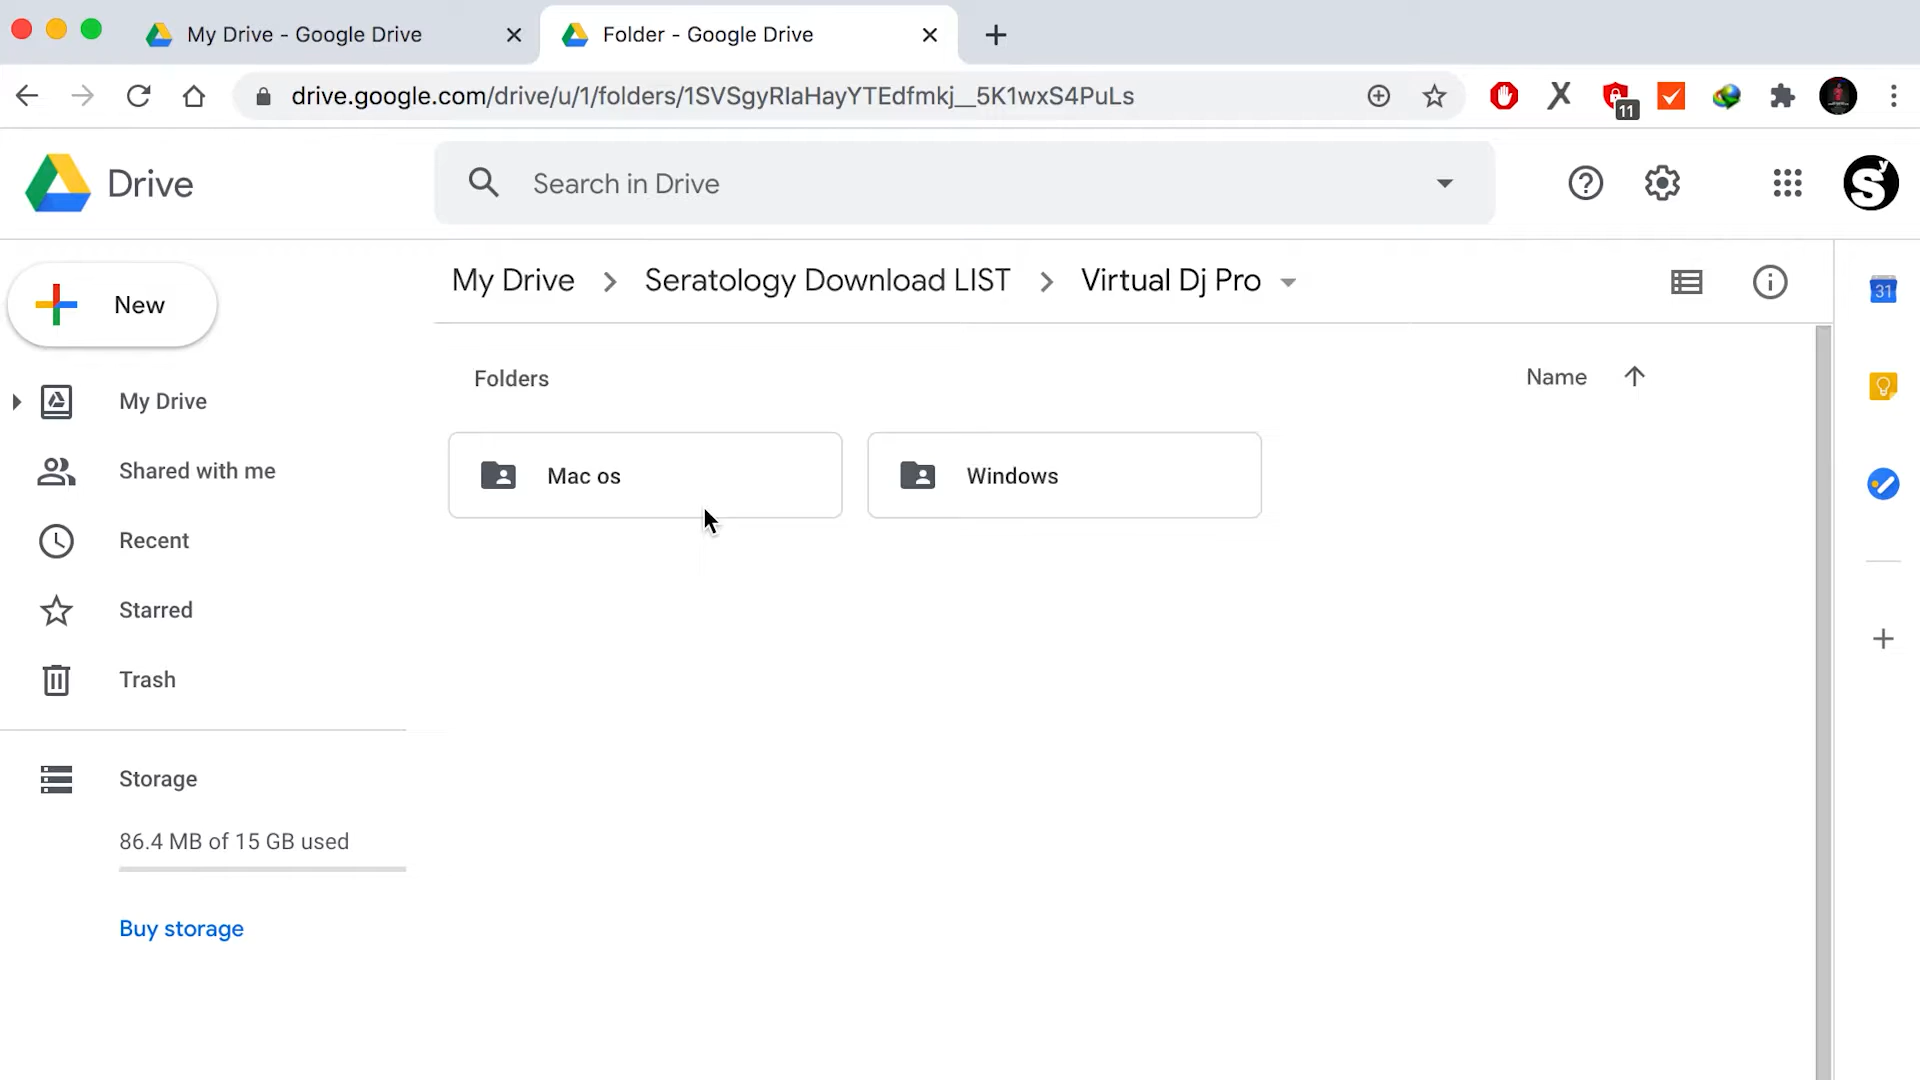 My Drive - Google Drive
Folder - Google Drive
drive.google.com/drive/u/1/folders/1SVSgyRIaHayYTEdfmkj__5K1wxS4PuLs
11
Drive
Search in Drive
S
New
My Drive > Seratology Download LIST > Virtual Dj Pro
31
Folders
Name
My Drive
Mac os
Windows
Shared with me
Recent
Starred
Trash
Storage
86.4 MB of 15 GB used
Buy storage